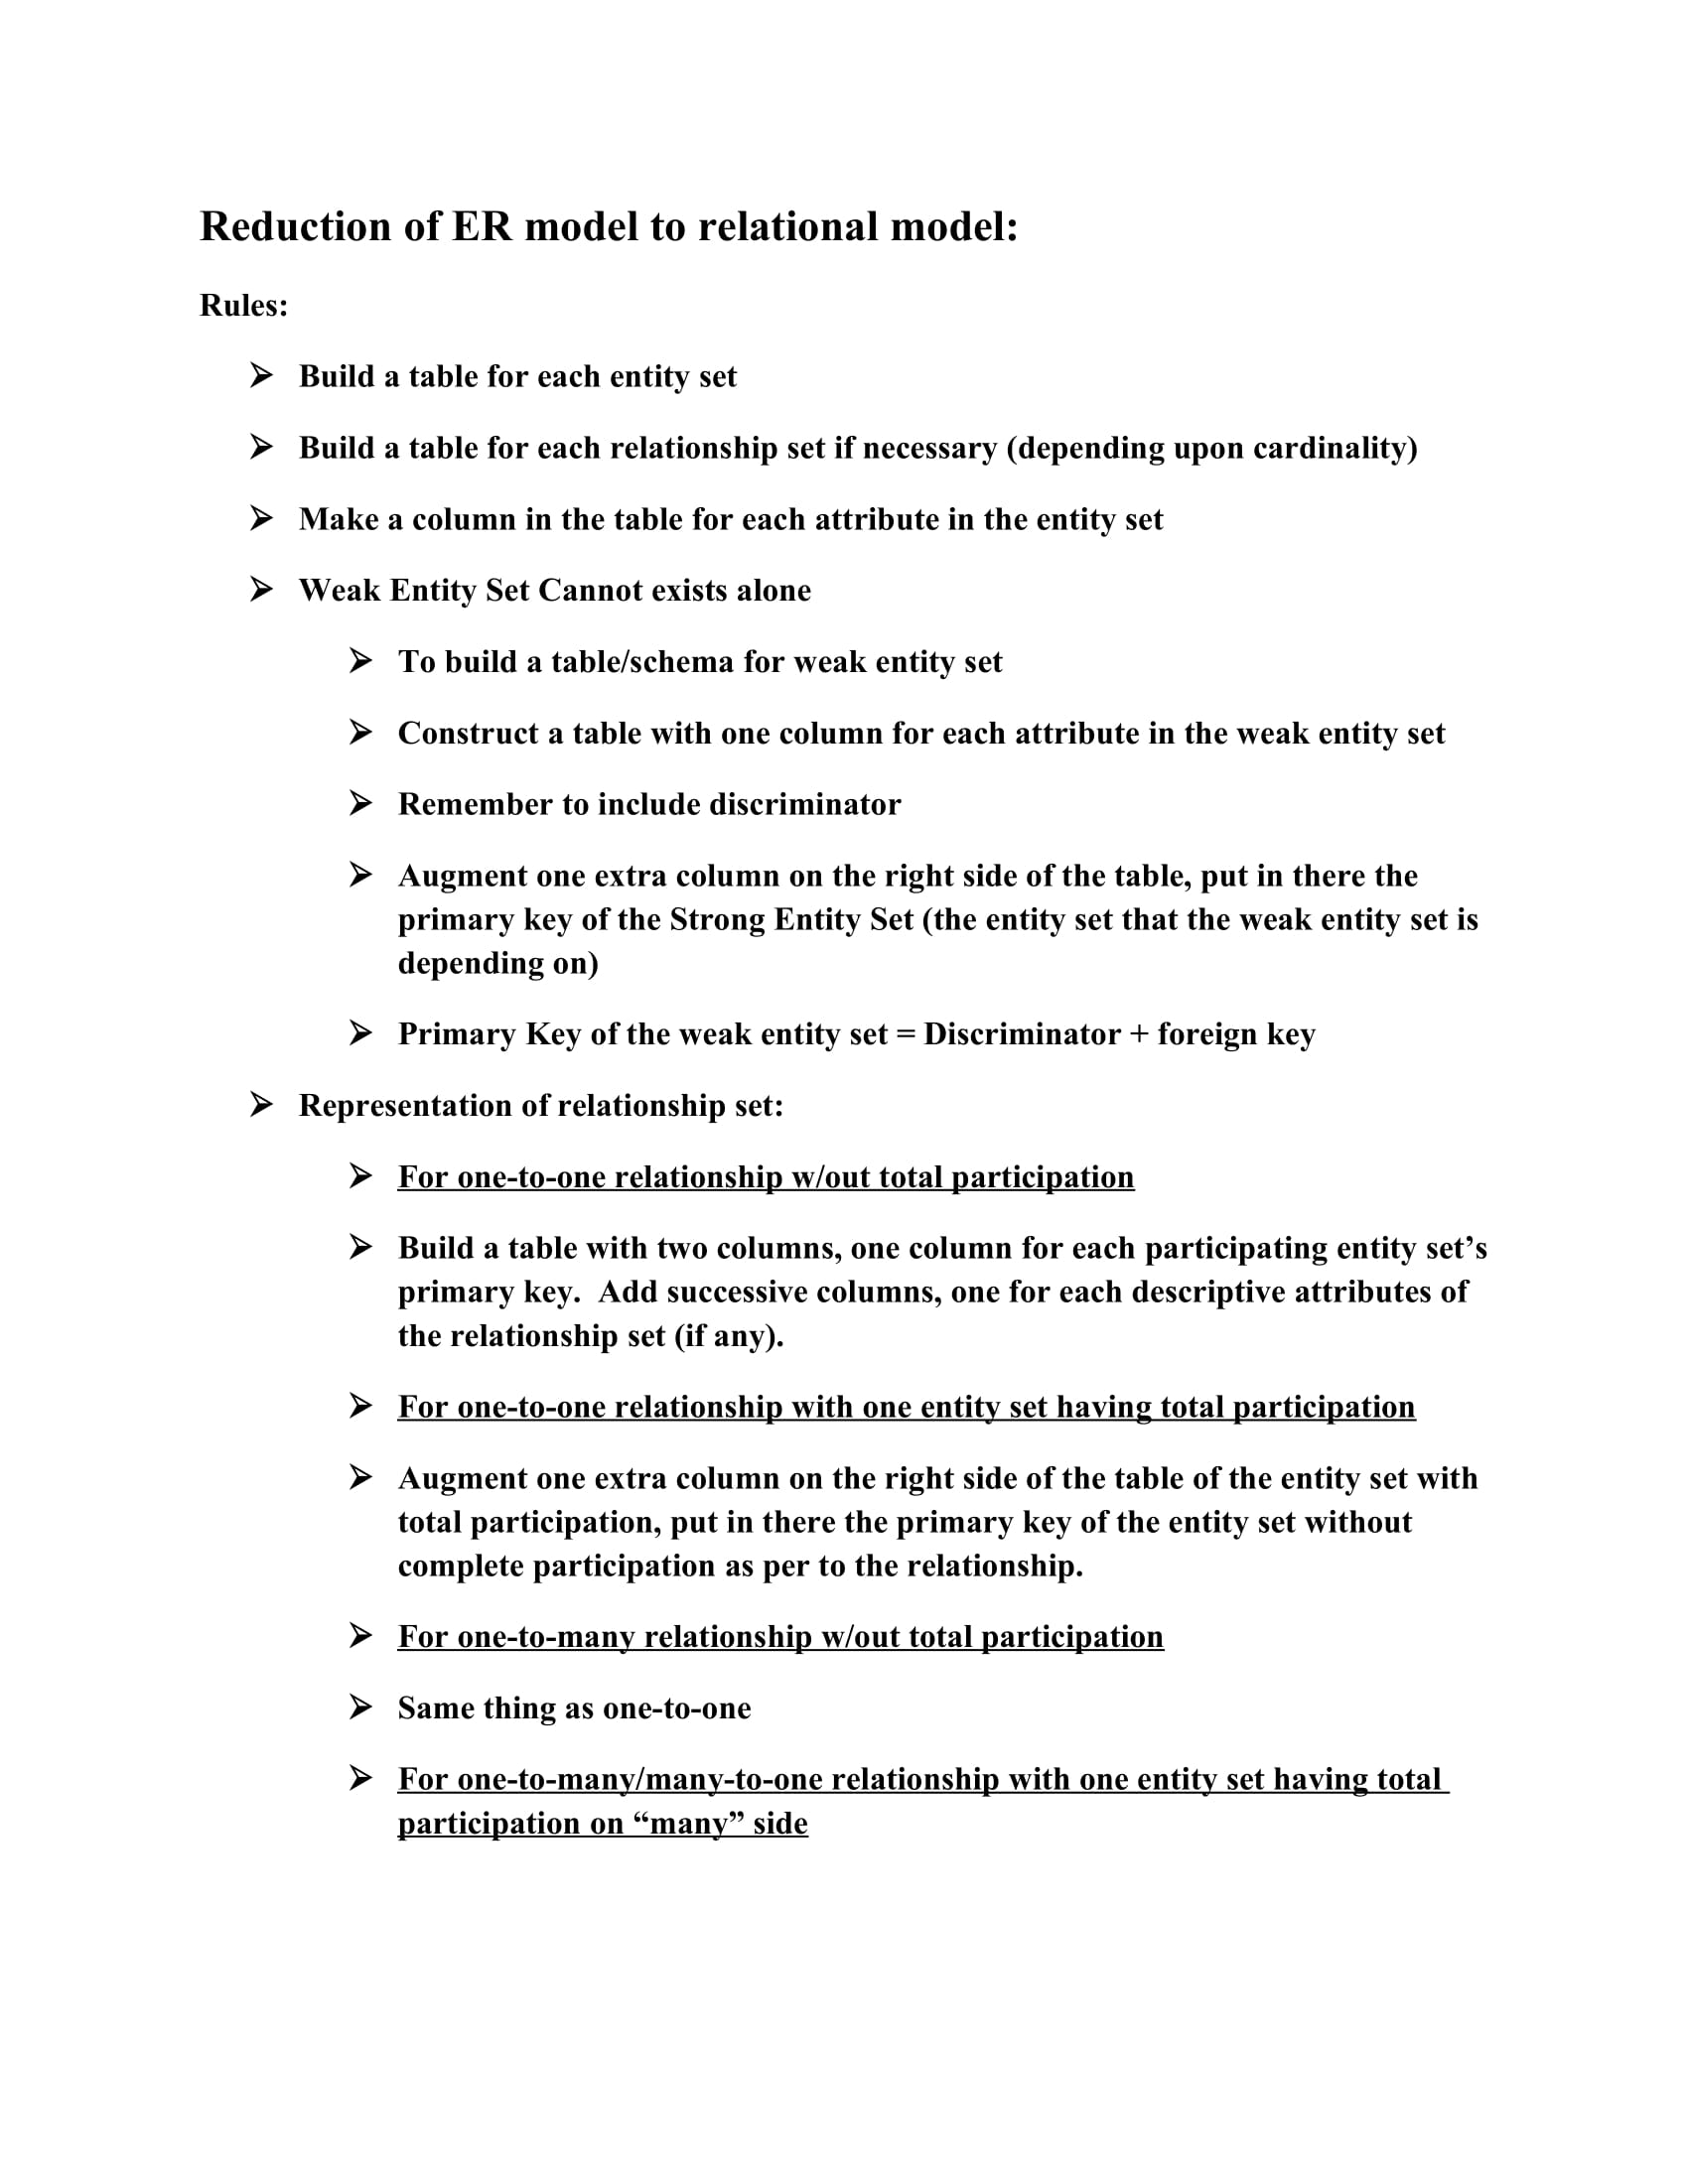 Reduction of ER model to relational model:
Rules:
➢ Build a table for each entity set
➢ Build a table for each relationship set if necessary (depending upon cardinality)
➢ Make a column in the table for each attribute in the entity set
➢ Weak Entity Set Cannot exists alone
➢ To build a table/schema for weak entity set
➢ Construct a table with one column for each attribute in the weak entity set
➢ Remember to include discriminator
➢ Augment one extra column on the right side of the table, put in there the
primary key of the Strong Entity Set (the entity set that the weak entity set is
depending on)
➢ Primary Key of the weak entity set = Discriminator + foreign key
➢ Representation of relationship set:
➢ For one-to-one relationship w/out total participation
➢ Build a table with two columns, one column for each participating entity set’s
primary key.  Add successive columns, one for each descriptive attributes of
the relationship set (if any).
➢ For one-to-one relationship with one entity set having total participation
➢ Augment one extra column on the right side of the table of the entity set with
total participation, put in there the primary key of the entity set without
complete participation as per to the relationship.
➢ For one-to-many relationship w/out total participation
➢ Same thing as one-to-one
➢ For one-to-many/many-to-one relationship with one entity set having total
participation on “many” side